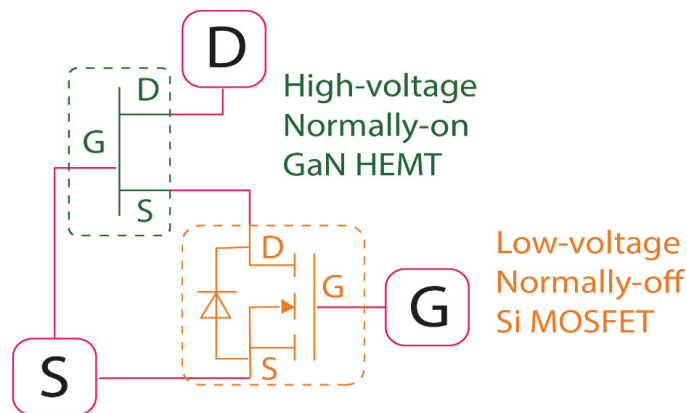 D
D
High-voltage
Normally-on
GaN HEMT
G
S
D
Low-voltage
Normally-off
Si MOSFET
G
G
S
S